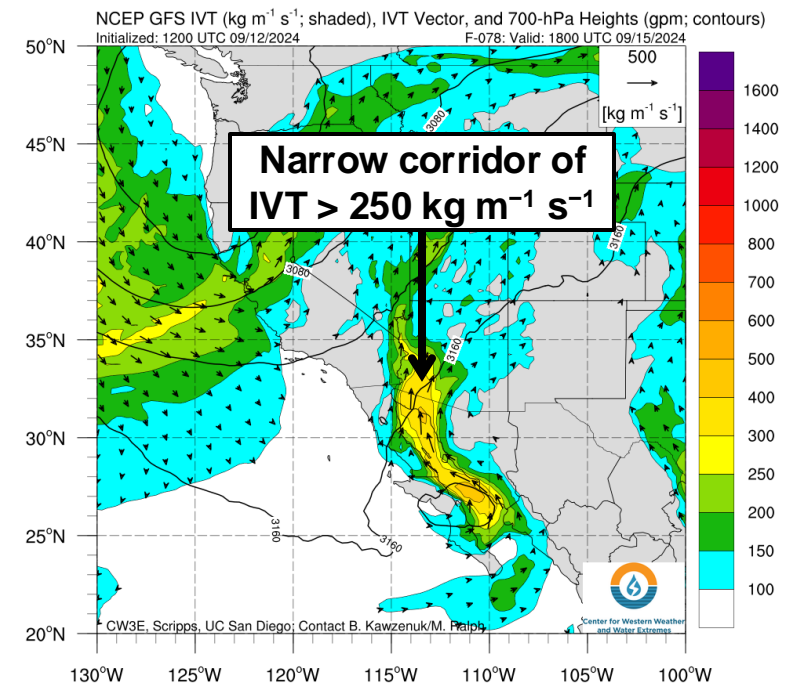 NCEP GFS IVT (kg m⁻¹ s⁻¹; shaded), IVT Vector, and 700-hPa Heights (gpm; contours)
Initialized: 1200 UTC 09/12/2024 F-078: Valid: 1800 UTC 09/15/2024
500
[kg m⁻¹ s⁻¹]
Narrow corridor of
IVT > 250 kg m⁻¹ s⁻¹
50°N
45°N
40°N
35°N
30°N
25°N
20°N
3080
3080
3160
3160
3160
3160
1600
1400
1200
1000
800
700
600
500
400
300
250
200
150
100
Center for Western Weather
and Water Extremes
CW3E, Scripps, UC San Diego; Contact B. Kawzenuk/M. Ralph
130°W 125°W 120°W 115°W 110°W 105°W 100°W